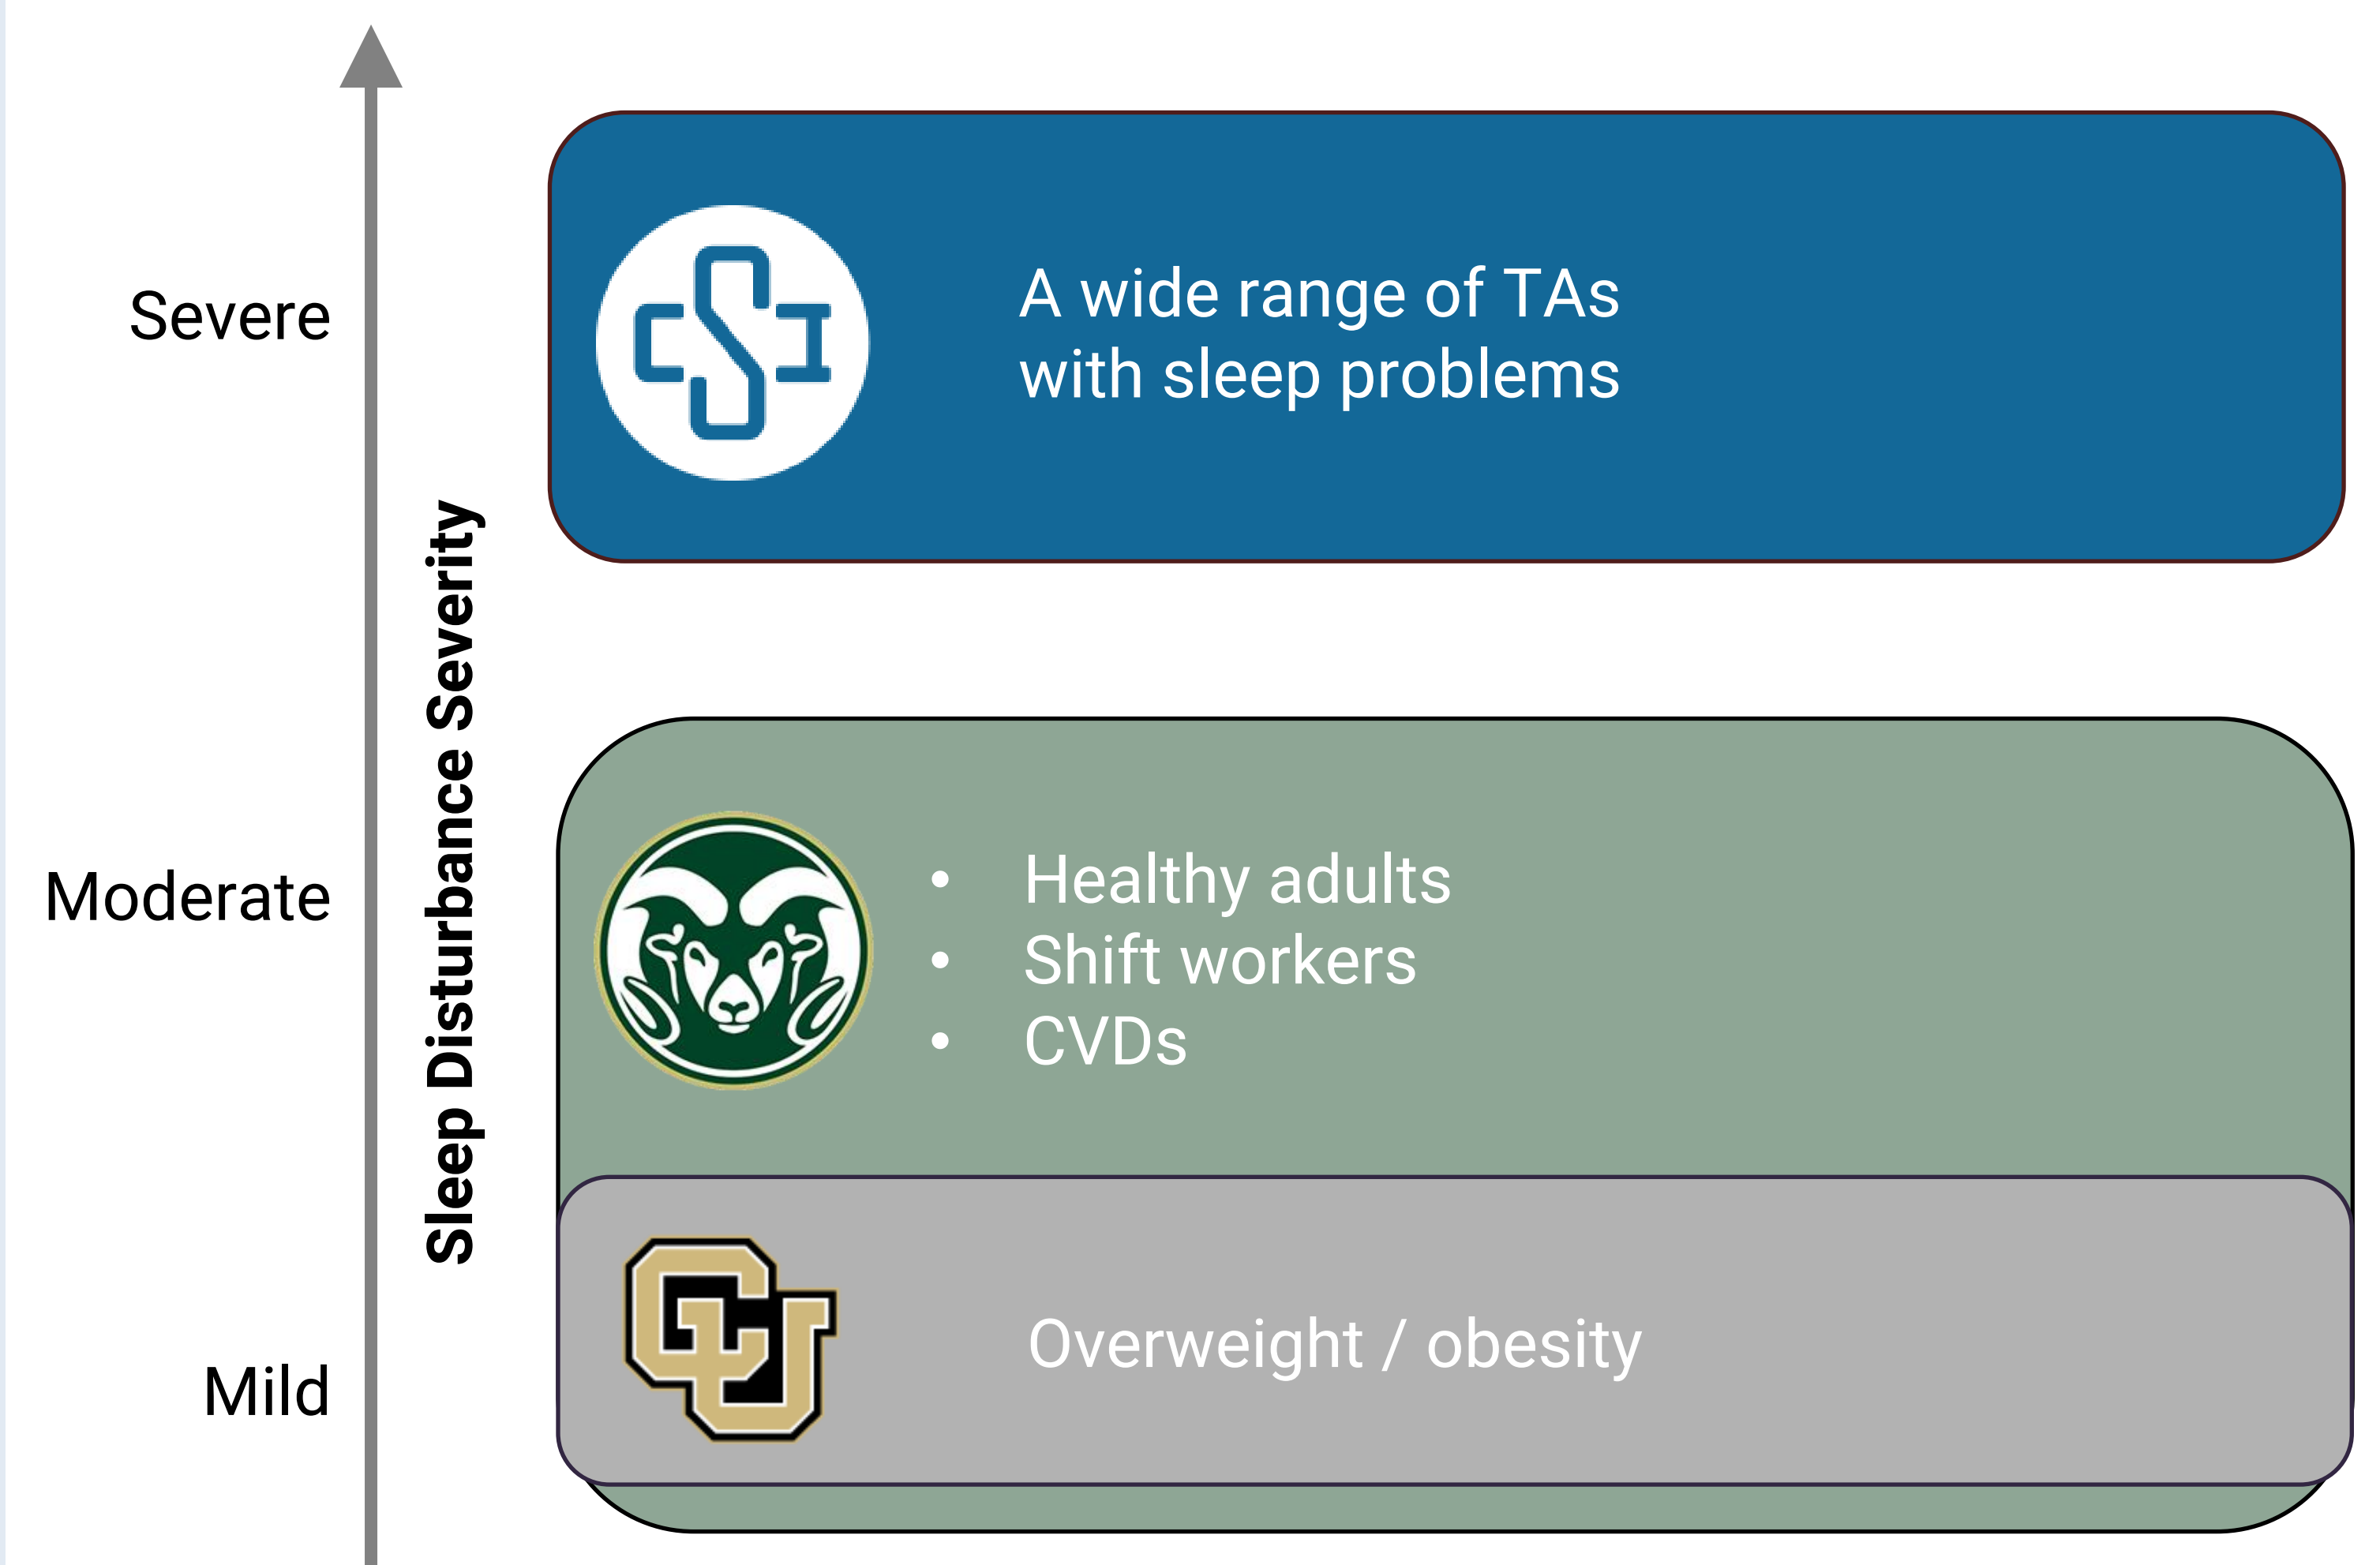 Severe
A wide range of TAs
with sleep problems
Sleep Disturbance Severity
Moderate
• Healthy adults
• Shift workers
• CVDs
Mild
CU
Overweight / obesity